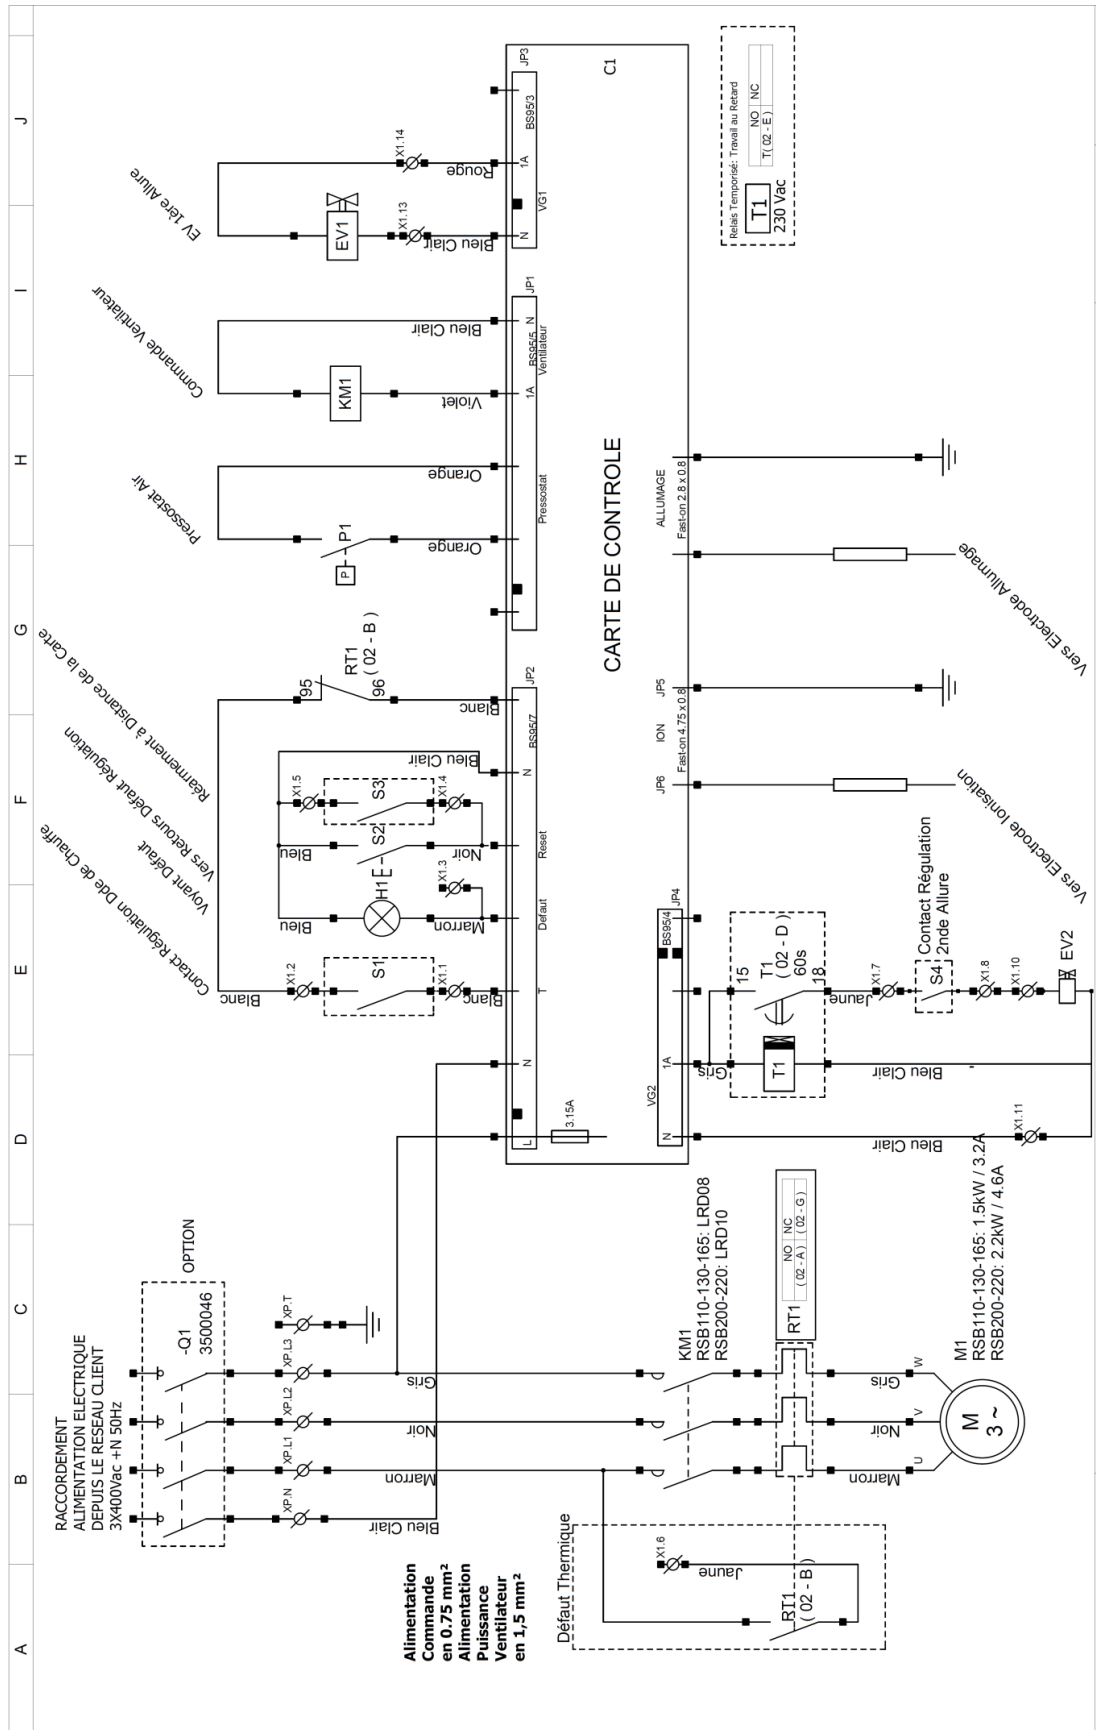 A
B
C
D
E
F
G
H
I
J
RACCORDEMENT
ALIMENTATION ELECTRIQUE
DEPUIS LE RESEAU CLIENT
3X400Vac +N 50Hz
OPTION
-Q1
3500046
XP.N
XP.L1
XP.L2
XP.L3
XP.T
Bleu Clair
Marron
Noir
Gris
Alimentation
Commande
en 0.75 mm²
Alimentation
Puissance
Ventilateur
en 1,5 mm²
Défaut Thermique
X1.6
Jaune
RT1
( 02 - B )
KM1
RSB110-130-165: LRD08
RSB200-220: LRD10
RT1
NO
NC
( 02 - A )
( 02 - G )
Marron
Noir
Gris
U
V
W
M
3 ~
M1
RSB110-130-165: 1.5kW / 3.2A
RSB200-220: 2.2kW / 4.6A
Contact Régulation Dde de Chauffe
Voyant Défaut
Vers Retours Défaut Régulation
Réarmement à Distance de la Carte
Pressostat Air
Commande Ventilateur
EV 1ère Allure
Blanc
X1.2
S1
X1.1
Blanc
Bleu
H1
Marron
X1.3
Bleu
S2
Noir
X1.5
S3
X1.4
Bleu Clair
95
96
RT1
( 02 - B )
Blanc
P
P1
Orange
Orange
KM1
Violet
Bleu Clair
EV1
X1.13
Bleu Clair
X1.14
Rouge
L
N
T
Defaut
Reset
N
BS95/7
JP2
3.15A
Pressostat
1A
BS95/5
Ventilateur
N
JP1
N
VG1
1A
BS95/3
JP3
C1
CARTE DE CONTROLE
N
VG2
1A
BS95/4
JP4
JP6
ION
JP5
Fast-on 4.75 x 0.8
ALLUMAGE
Fast-on 2.8 x 0.8
Gris
T1
15
18
T1
( 02 - D )
60s
Jaune
X1.7
S4
Contact Régulation
2nde Allure
X1.8
X1.10
EV2
Bleu Clair
Bleu Clair
X1.11
Vers Electrode Ionisation
Vers Electrode Allumage
Relais Temporisé: Travail au Retard
T1
230 Vac
NO
NC
T( 02 - E )